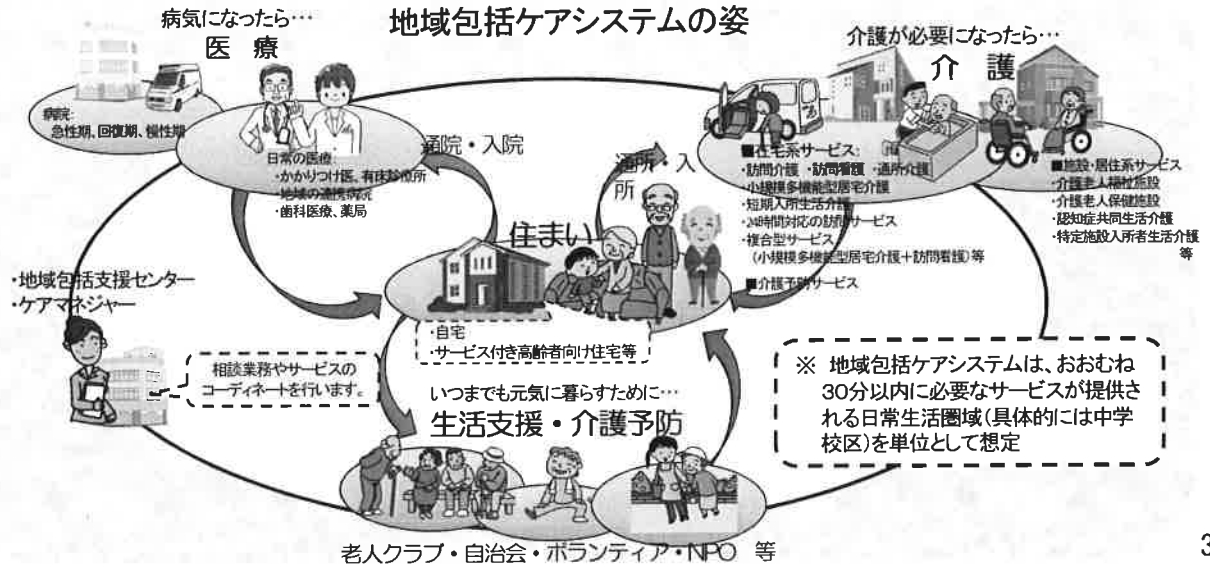 地域包括ケアシステムの姿
病気になったら…
医 療
病院:
急性期、回復期、慢性期
日常の医療:
・かかりつけ医、有床診療所
・地域の連携病院
・歯科医療、薬局
通院・入院
通所・入
所
介護が必要になったら…
介 護
■在宅系サービス:
・訪問介護 ・訪問看護 ・通所介護
・小規模多機能型居宅介護
・短期入所生活介護
・24時間対応の訪問サービス
・複合型サービス
(小規模多機能型居宅介護+訪問看護)等
■介護予防サービス
■施設・居住系サービス
・介護老人福祉施設
・介護老人保健施設
・認知症共同生活介護
・特定施設入所者生活介護
等
住まい
・自宅
・サービス付き高齢者向け住宅等
・地域包括支援センター
・ケアマネジャー
相談業務やサービスの
コーディネートを行います。
いつまでも元気に暮らすために…
生活支援・介護予防
※ 地域包括ケアシステムは、おおむね
30分以内に必要なサービスが提供さ
れる日常生活圏域(具体的には中学
校区)を単位として想定
老人クラブ・自治会・ボランティア・NPO 等
3